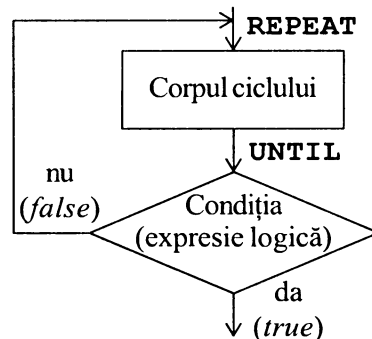 REPEAT
Corpul ciclului
UNTIL
nu
(false)
Condiția
(expresie logică)
da
(true)